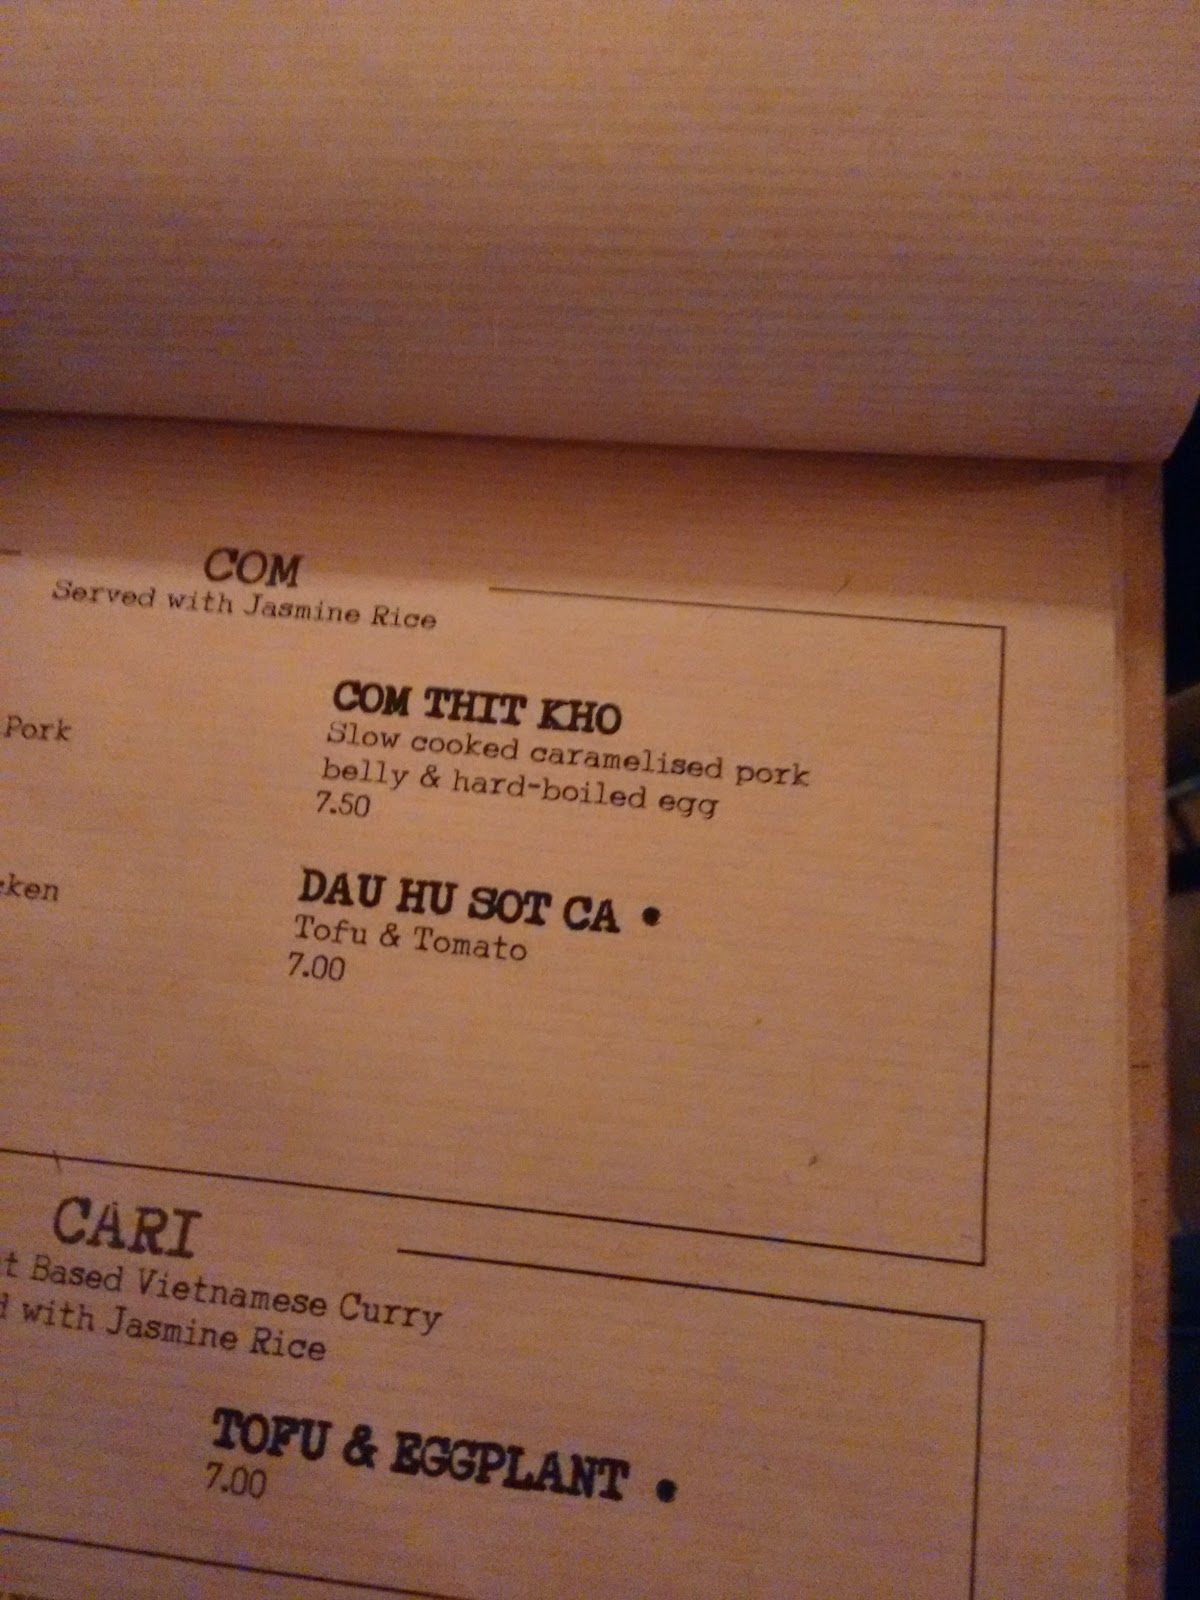 COM
Served with Jasmine Rice
Pork
COM THIT KHO
Slow cooked caramelised pork
belly & hard-boiled egg
7.50
DAU HU SOT CA •
Tofu & Tomato
7.00
CARI
Based Vietnamese Curry
with Jasmine Rice
TOFU & EGGPLANT •
7.00